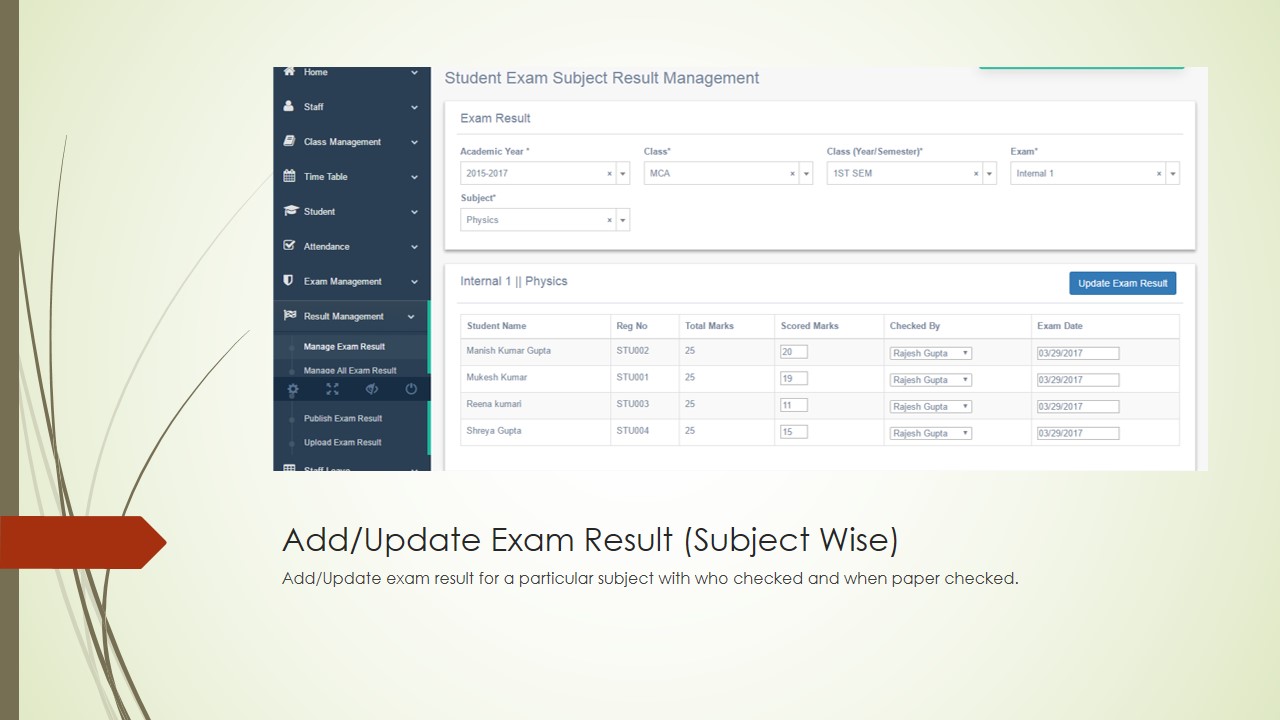 Home
Staff
Class Management
Time Table
Student
Attendance
Exam Management
Result Management
Manage Exam Result
Manage All Exam Result
Publish Exam Result
Upload Exam Result
Staff Leave
Student Exam Subject Result Management
Exam Result
Academic Year * Class* Class (Year/Semester)* Exam*
2015-2017 × MCA × 1ST SEM × Internal 1 ×
Subject*
Physics ×
Internal 1 || Physics Update Exam Result
Student Name Reg No Total Marks Scored Marks Checked By Exam Date
Manish Kumar Gupta STU002 25 20 Rajesh Gupta 03/29/2017
Mukesh Kumar STU001 25 19 Rajesh Gupta 03/29/2017
Reena kumari STU003 25 11 Rajesh Gupta 03/29/2017
Shreya Gupta STU004 25 15 Rajesh Gupta 03/29/2017
Add/Update Exam Result (Subject Wise)
Add/Update exam result for a particular subject with who checked and when paper checked.